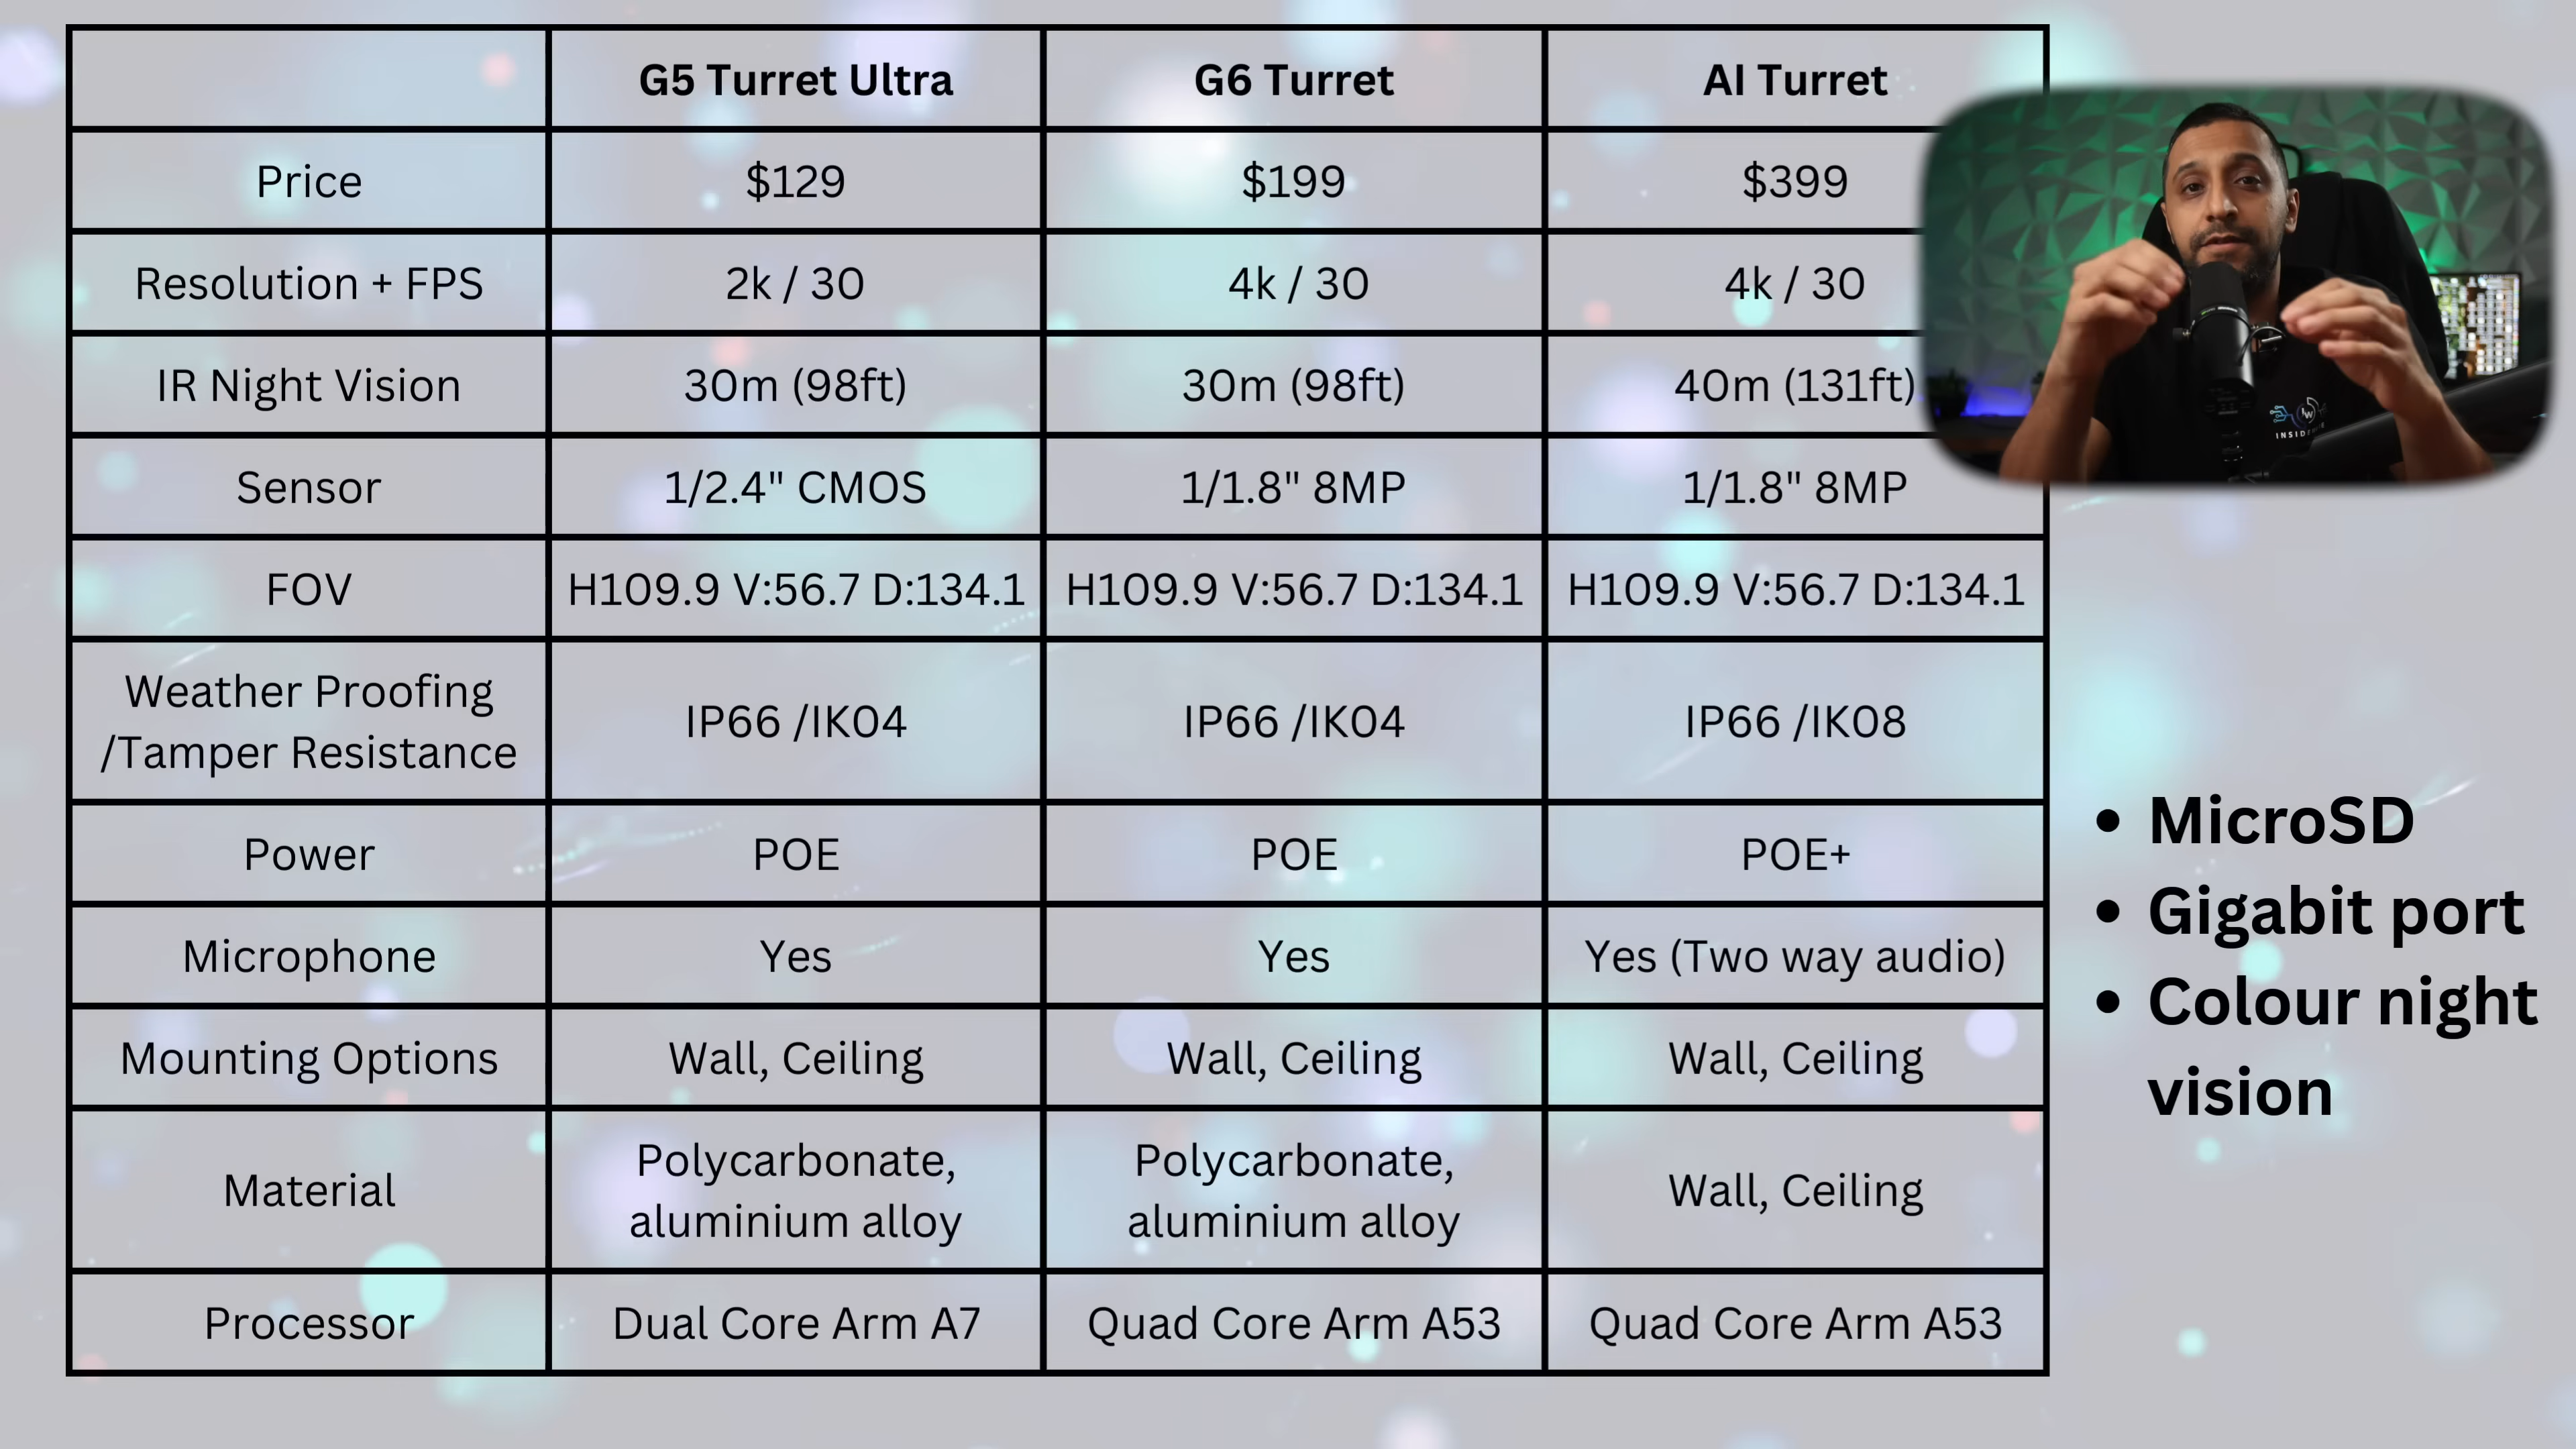 G5 Turret Ultra G6 Turret AI Turret
Price $129 $199 $399
Resolution + FPS 2k / 30 4k / 30 4k / 30
IR Night Vision 30m (98ft) 30m (98ft) 40m (131ft)
Sensor 1/2.4" CMOS 1/1.8" 8MP 1/1.8" 8MP
FOV H109.9 V:56.7 D:134.1 H109.9 V:56.7 D:134.1 H109.9 V:56.7 D:134.1
Weather Proofing
/Tamper Resistance IP66 /IK04 IP66 /IK04 IP66 /IK08
Power POE POE POE+
Microphone Yes Yes Yes (Two way audio)
Mounting Options Wall, Ceiling Wall, Ceiling Wall, Ceiling
Material Polycarbonate, Polycarbonate, Wall, Ceiling
aluminium alloy aluminium alloy
Processor Dual Core Arm A7 Quad Core Arm A53 Quad Core Arm A53
• MicroSD
• Gigabit port
• Colour night
vision